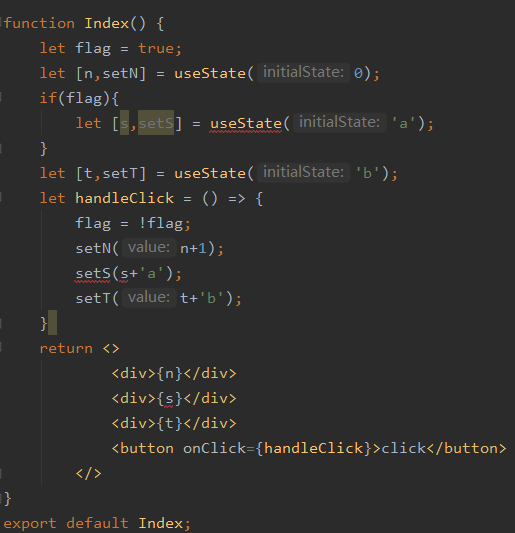 function Index() {
let flag = true;
let [n,setN] = useState( initialState: 0);
if(flag){
let [s,setS] = useState( initialState: 'a');
}
let [t,setT] = useState( initialState: 'b');
let handleClick = () => {
flag = !flag;
setN( value: n+1);
setS(s+'a');
setT( value: t+'b');
}
return <>
<div>{n}</div>
<div>{s}</div>
<div>{t}</div>
<button onClick={handleClick}>click</button>
</>
}
export default Index;